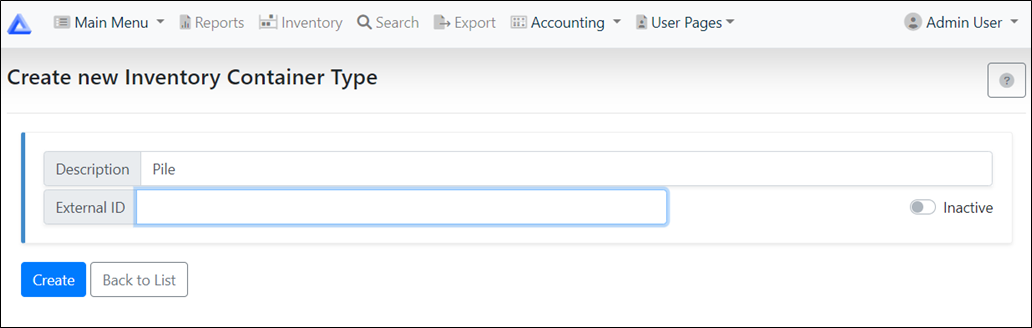 Main Menu Reports Inventory Search Export Accounting User Pages Admin User
Create new Inventory Container Type
?
Description Pile
External ID Inactive
Create Back to List